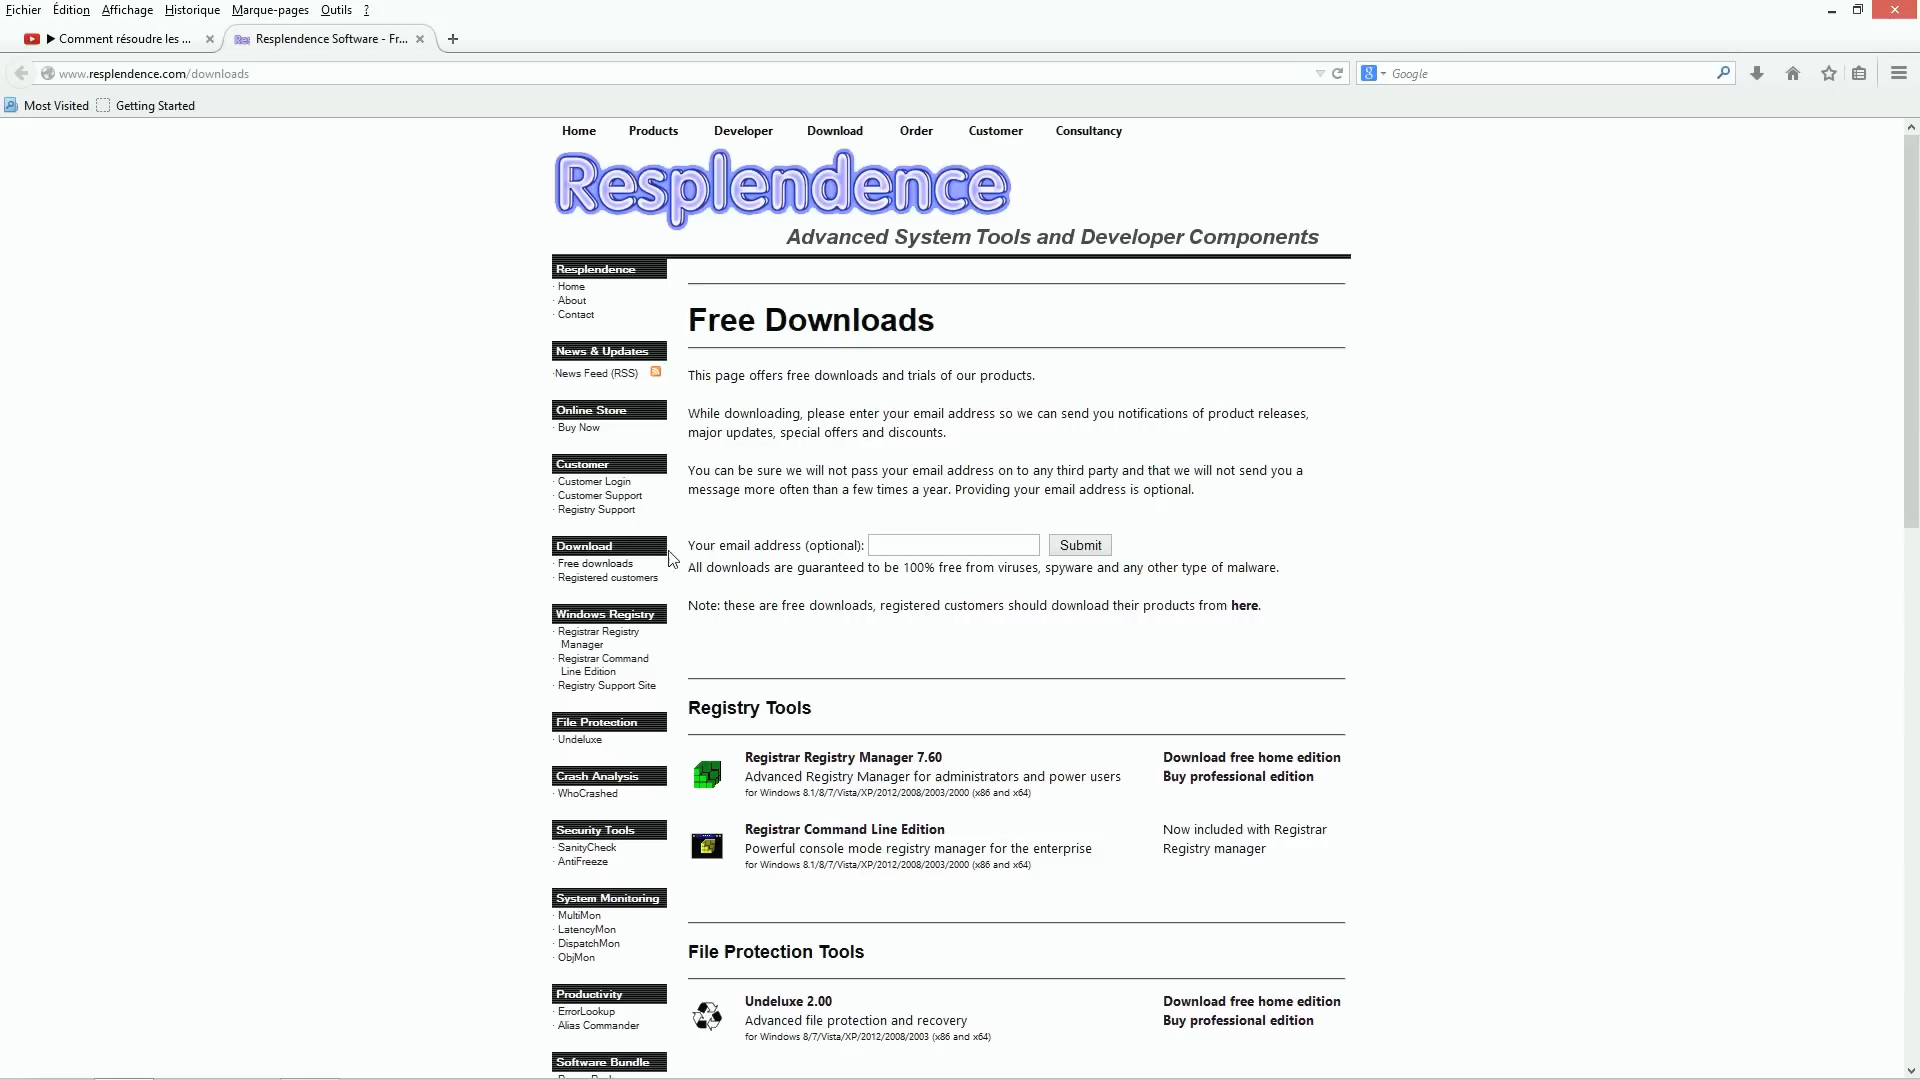 Fichier Édition Affichage Historique Marque-pages Outils ?
▶ Comment résoudre les ... × Resplendence Software - Fr... × +
www.resplendence.com/downloads
Google
Most Visited Getting Started
Home Products Developer Download Order Customer Consultancy
Resplendence
Advanced System Tools and Developer Components
Resplendence
· Home
· About
· Contact
News & Updates
·News Feed (RSS)
Online Store
· Buy Now
Customer
· Customer Login
· Customer Support
· Registry Support
Download
· Free downloads
· Registered customers
Windows Registry
· Registrar Registry
Manager
· Registrar Command
Line Edition
· Registry Support Site
File Protection
· Undeluxe
Crash Analysis
· WhoCrashed
Security Tools
· SanityCheck
· AntiFreeze
System Monitoring
· MultiMon
· LatencyMon
· DispatchMon
· ObjMon
Productivity
· ErrorLookup
· Alias Commander
Software Bundle
Free Downloads
This page offers free downloads and trials of our products.
While downloading, please enter your email address so we can send you notifications of product releases,
major updates, special offers and discounts.
You can be sure we will not pass your email address on to any third party and that we will not send you a
message more often than a few times a year. Providing your email address is optional.
Your email address (optional): Submit
All downloads are guaranteed to be 100% free from viruses, spyware and any other type of malware.
Note: these are free downloads, registered customers should download their products from here.
Registry Tools
Registrar Registry Manager 7.60 Download free home edition
Advanced Registry Manager for administrators and power users Buy professional edition
for Windows 8.1/8/7/Vista/XP/2012/2008/2003/2000 (x86 and x64)
Registrar Command Line Edition Now included with Registrar
Powerful console mode registry manager for the enterprise Registry manager
for Windows 8.1/8/7/Vista/XP/2012/2008/2003/2000 (x86 and x64)
File Protection Tools
Undeluxe 2.00 Download free home edition
Advanced file protection and recovery Buy professional edition
for Windows 8/7/Vista/XP/2012/2008/2003 (x86 and x64)